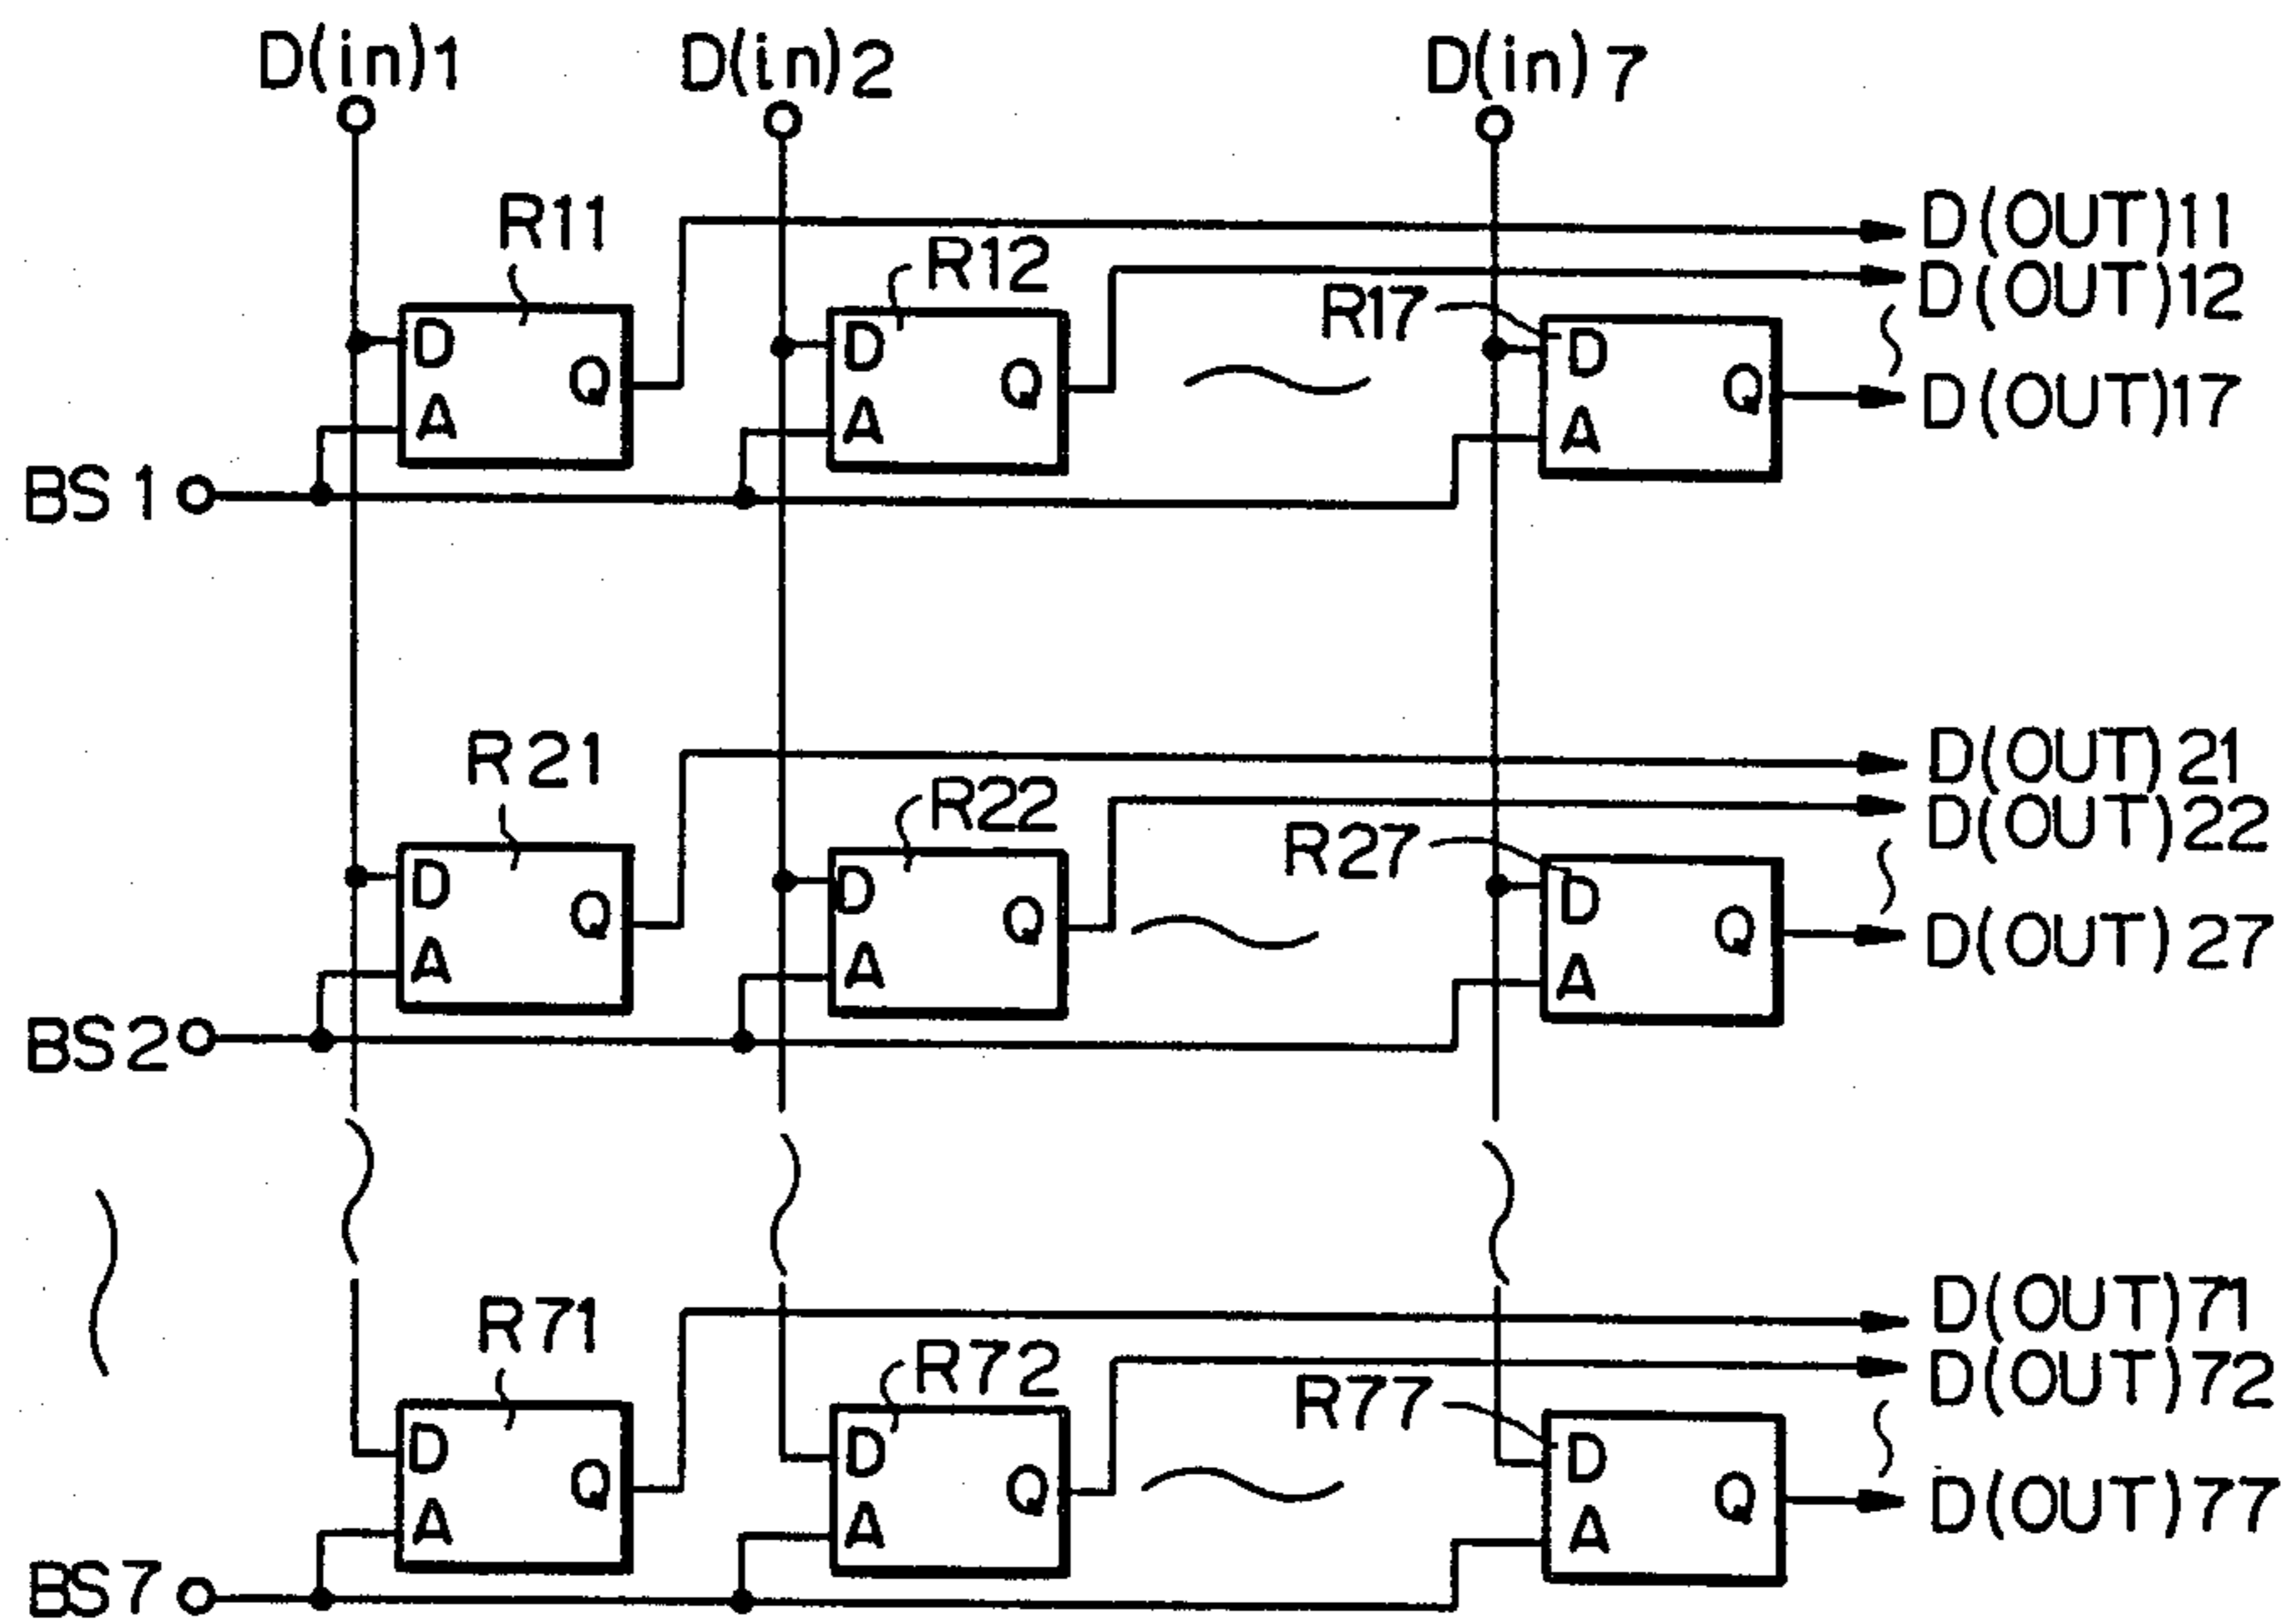 D(in)1 D(in)2 D(in)7
R11 D(OUT)11
R12 D(OUT)12
R17
D Q D Q D Q D(OUT)17
A A A
BS1
R21 D(OUT)21
R22 D(OUT)22
R27
D Q D Q D Q D(OUT)27
A A A
BS2
R71 D(OUT)71
R72 D(OUT)72
R77
D Q D Q D Q D(OUT)77
A A A
BS7